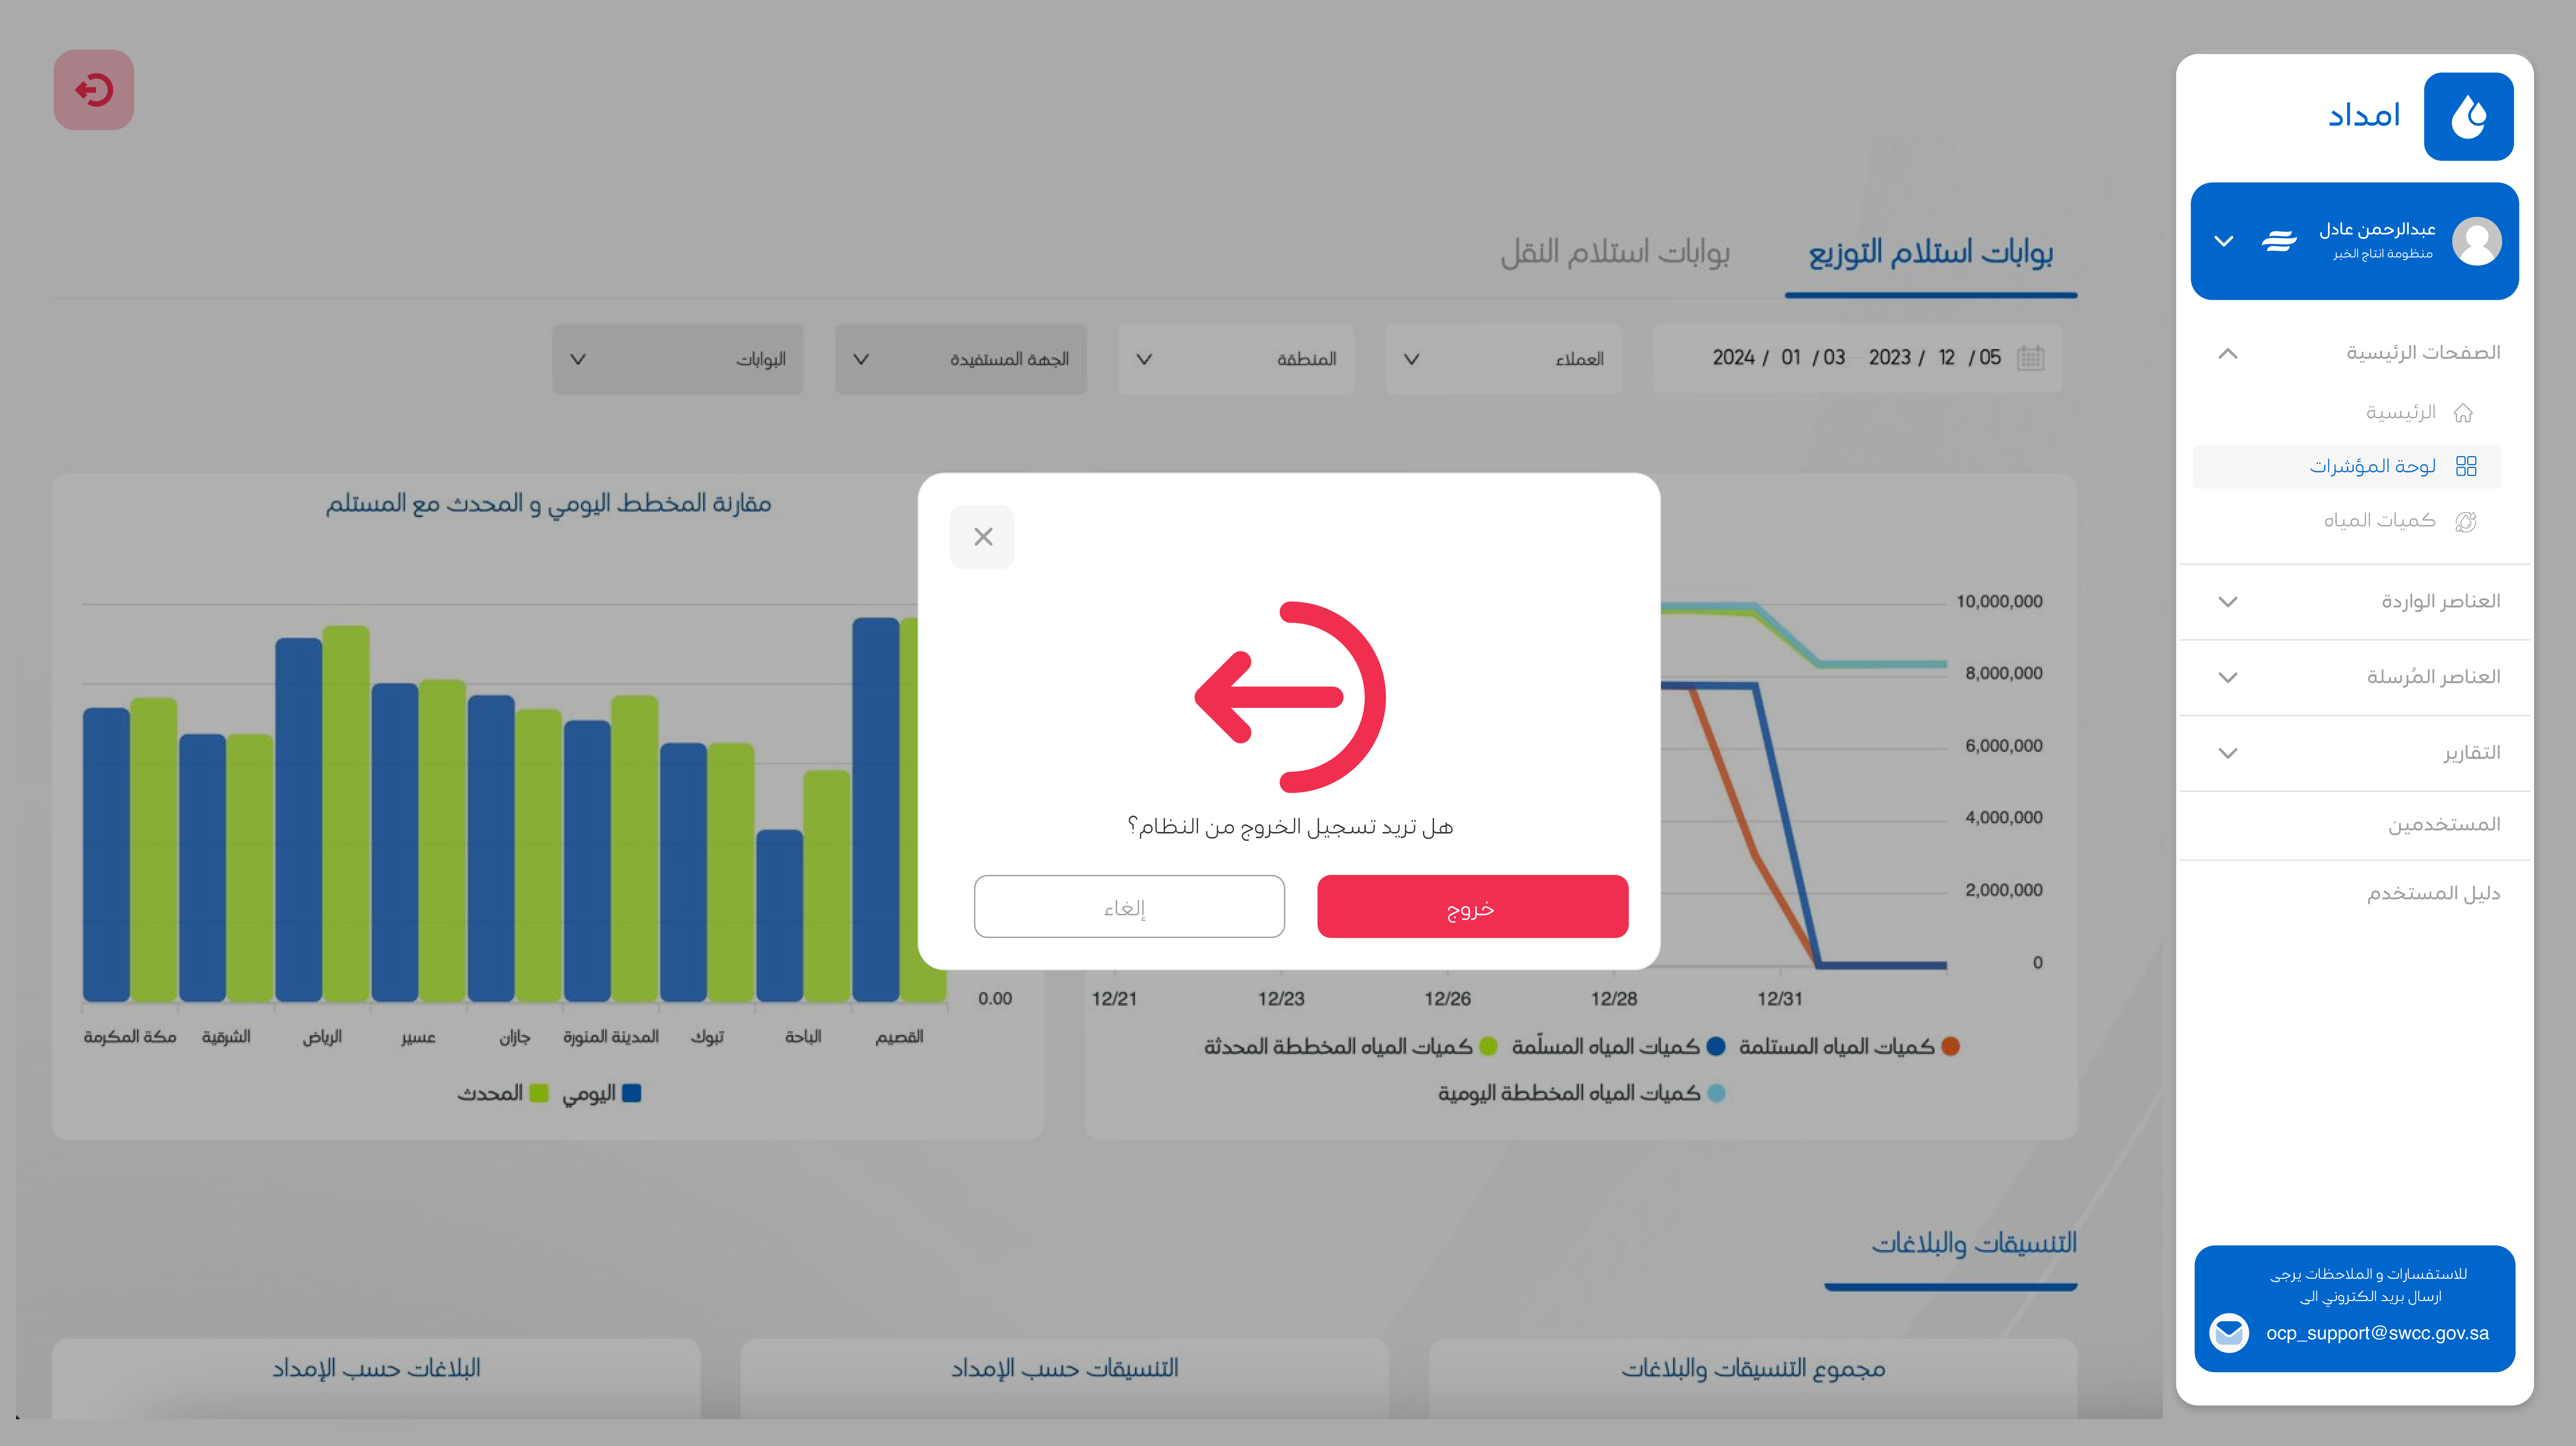 امداد
عبدالرحمن عادل
منظومة انتاج الخبر
الصفحات الرئيسية
الرئيسية
لوحة المؤشرات
كميات المياه
العناصر الواردة
العناصر المُرسلة
التقارير
المستخدمين
دليل المستخدم
للاستفسارات و الملاحظات يرجى
ارسال بريد الكتروني الى
ocp_support@swcc.gov.sa
بوابات استلام التوزيع
بوابات استلام النقل
05/ 12 / 2023 – 03/ 01 / 2024
العملاء
المنطقة
الجهة المستفيدة
البوابات
10,000,000
8,000,000
6,000,000
4,000,000
2,000,000
0
12/21 12/23 12/26 12/28 12/31
كميات المياه المستلمة كميات المياه المسلّمة كميات المياه المخططة المحدثة
كميات المياه المخططة اليومية
هل تريد تسجيل الخروج من النظام؟
خروج
إلغاء
مقارنة المخطط اليومي و المحدث مع المستلم
0.00
القصيم الباحة تبوك المدينة المنورة جازان عسير الرياض الشرقية مكة المكرمة
اليومي المحدث
التنسيقات والبلاغات
مجموع التنسيقات والبلاغات
التنسيقات حسب الإمداد
البلاغات حسب الإمداد